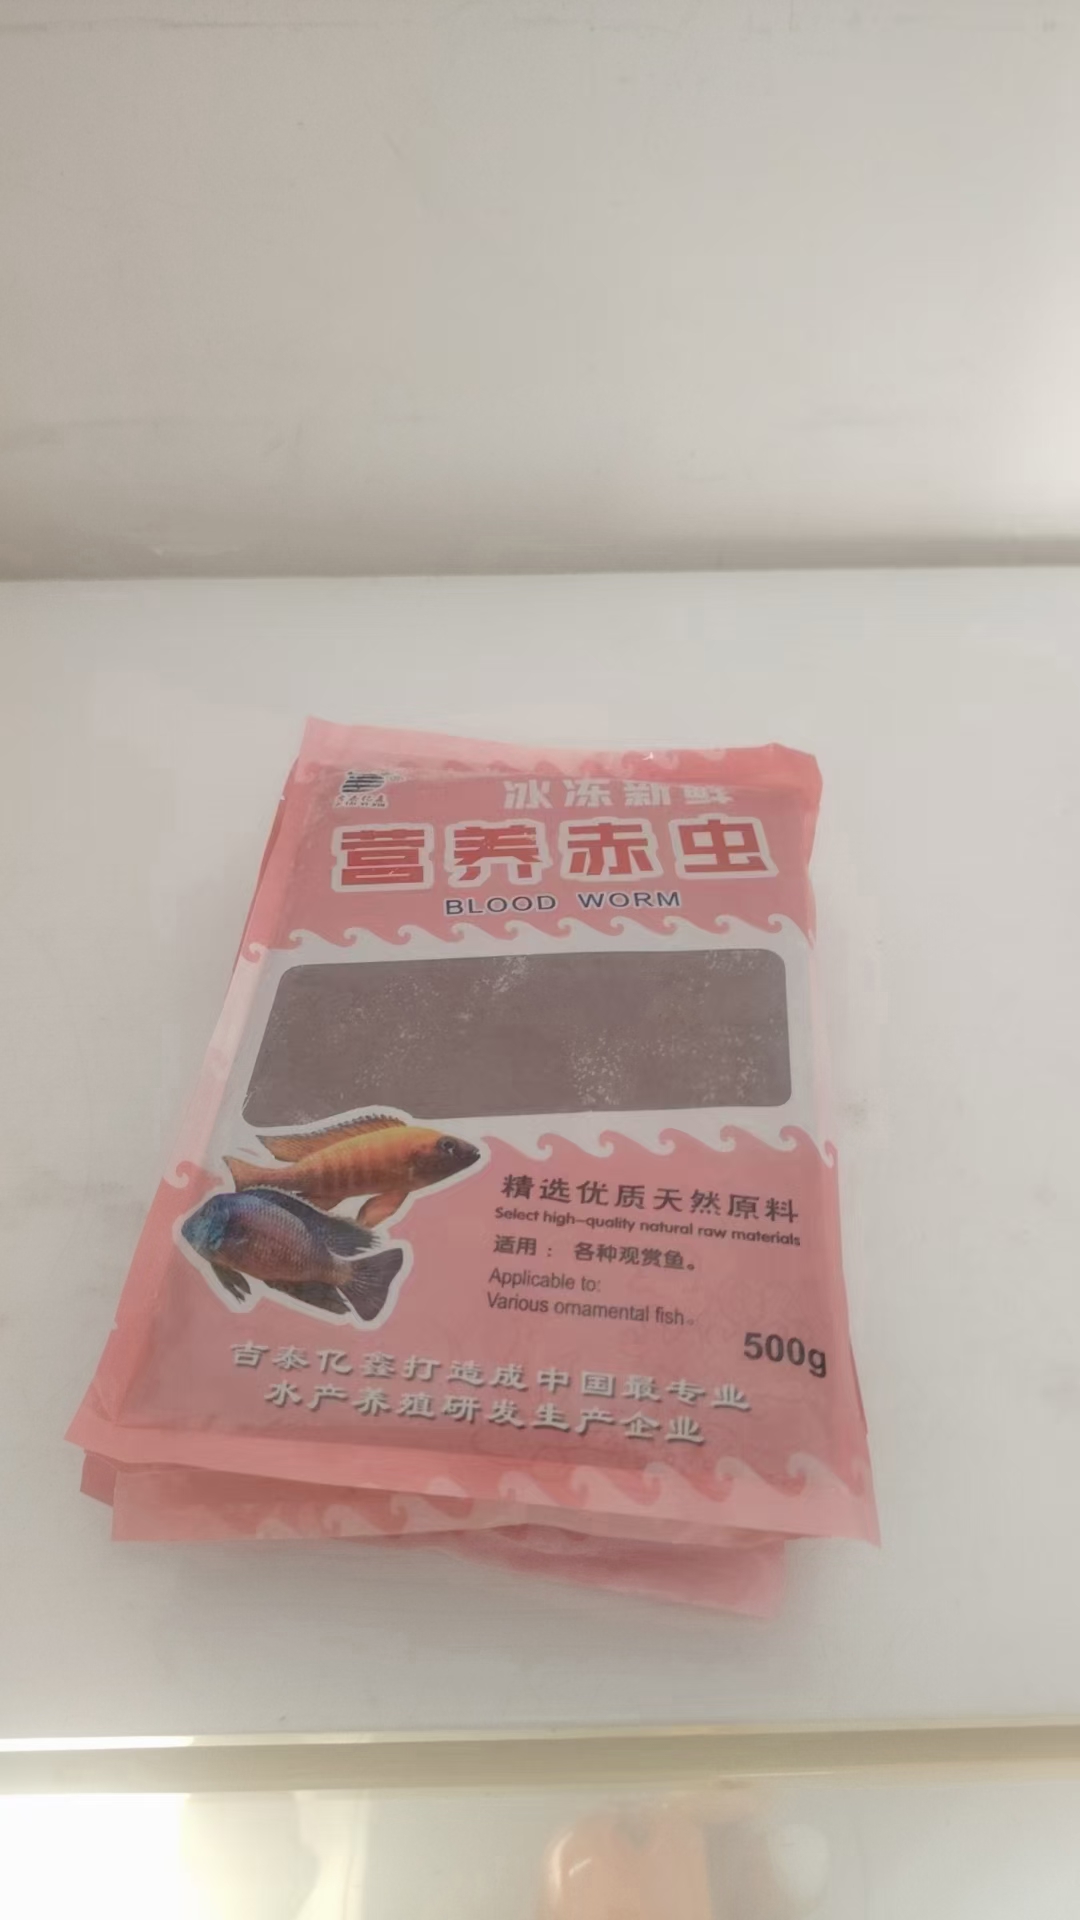 冰冻新鲜
营养赤虫
BLOOD WORM
精选优质天然原料
Select high-quality natural raw materials
适用：各种观赏鱼。
Applicable to:
Various ornamental fish。
500g
吉泰亿鑫打造成中国最专业
水产养殖研发生产企业